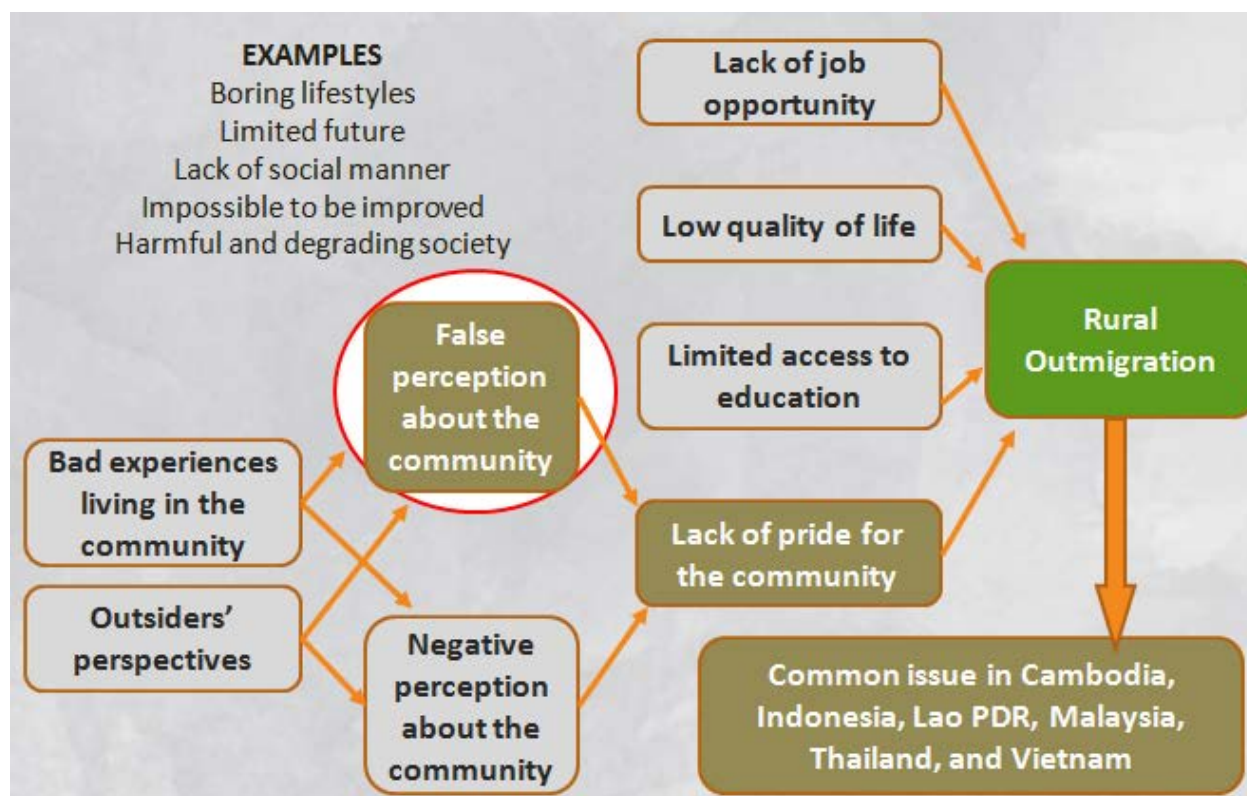 EXAMPLES
Boring lifestyles
Limited future
Lack of social manner
Impossible to be improved
Harmful and degrading society
Lack of job
opportunity
Low quality of life
Limited access to
education
Rural
Outmigration
False
perception
about the
community
Bad experiences
living in the
community
Outsiders’
perspectives
Negative
perception
about the
community
Lack of pride for
the community
Common issue in Cambodia,
Indonesia, Lao PDR, Malaysia,
Thailand, and Vietnam